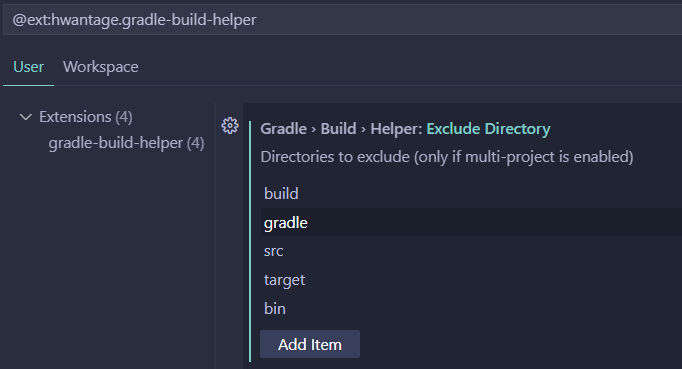 @ext:hwantage.gradle-build-helper
User Workspace
Extensions (4)
gradle-build-helper (4)
Gradle › Build › Helper: Exclude Directory
Directories to exclude (only if multi-project is enabled)
build
gradle
src
target
bin
Add Item